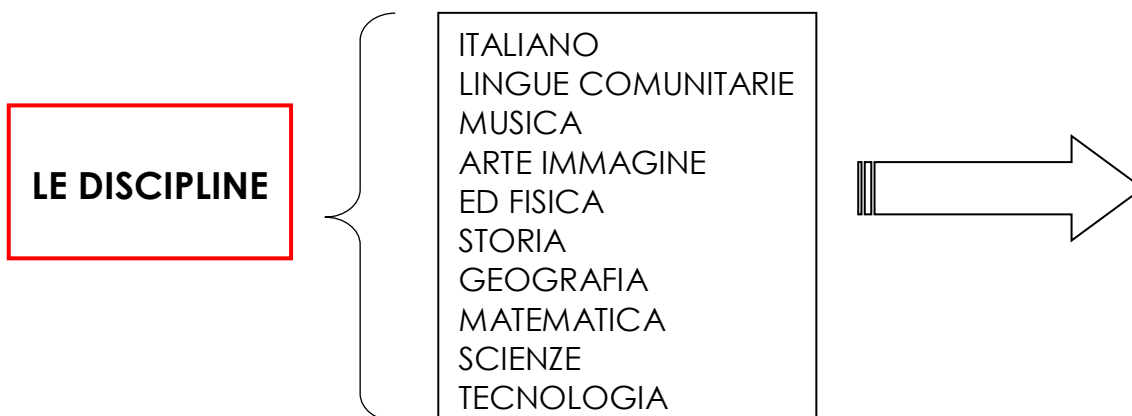 LE DISCIPLINE
ITALIANO
LINGUE COMUNITARIE
MUSICA
ARTE IMMAGINE
ED FISICA
STORIA
GEOGRAFIA
MATEMATICA
SCIENZE
TECNOLOGIA